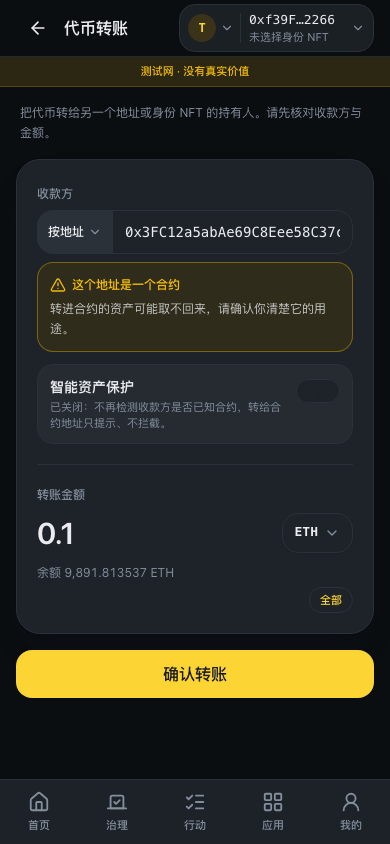 代币转账
T
0xf39F…2266
未选择身份 NFT
测试网 · 没有真实价值
把代币转给另一个地址或身份 NFT 的持有人。请先核对收款方与
金额。
收款方
按地址
0x3FC12a5abAe69C8Eee58C37c
这个地址是一个合约
转进合约的资产可能取不回来，请确认你清楚它的用
途。
智能资产保护
已关闭：不再检测收款方是否已知合约，转给合
约地址只提示、不拦截。
转账金额
0.1
ETH
余额 9,891.813537 ETH
全部
确认转账
首页
治理
行动
应用
我的